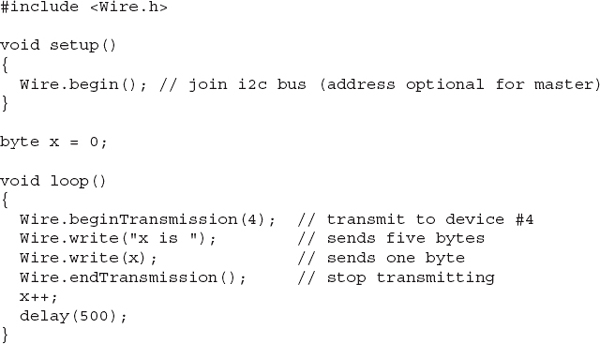 #include <Wire.h>
void setup()
{
  Wire.begin(); // join i2c bus (address optional for master)
}
byte x = 0;
void loop()
{
  Wire.beginTransmission(4);  // transmit to device #4
  Wire.write("x is ");        // sends five bytes
  Wire.write(x);              // sends one byte
  Wire.endTransmission();     // stop transmitting
  x++;
  delay(500);
}